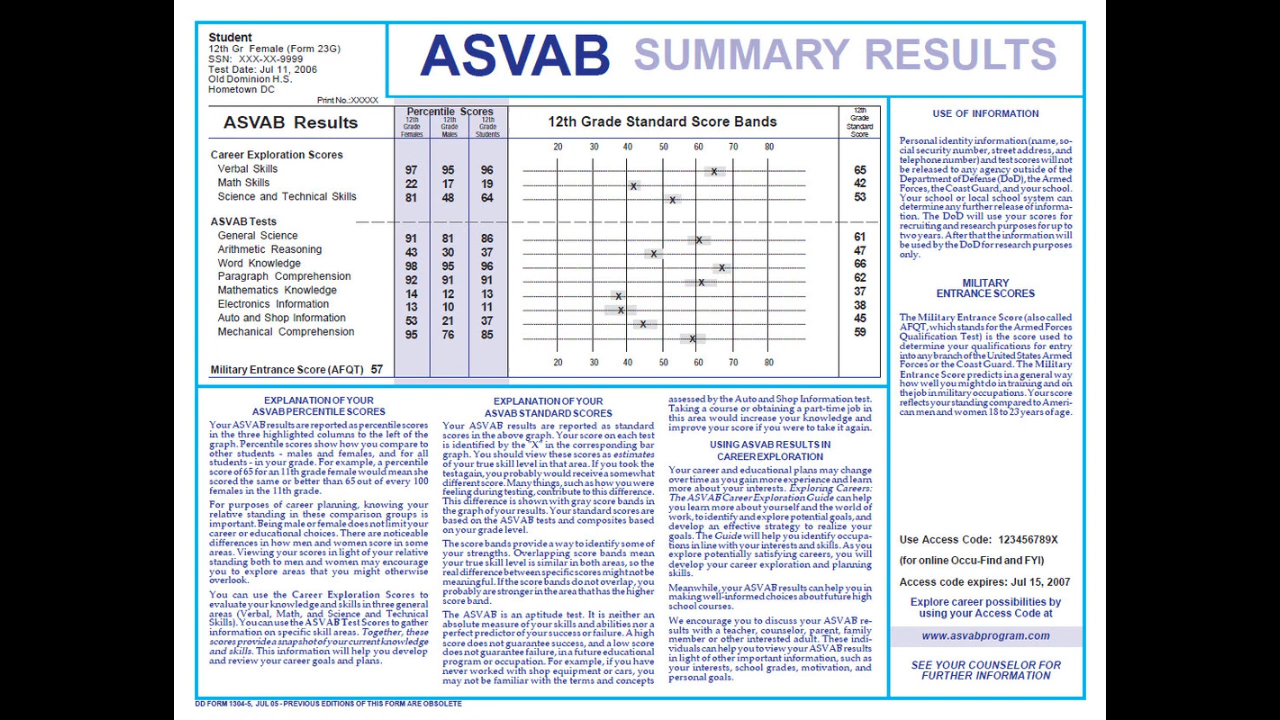 Student
12th Gr Female (Form 23G)
SSN: XXX-XX-9999
Test Date: Jul 11, 2006
Old Dominion H.S.
Hometown DC
Print No.:XXXXX
ASVAB SUMMARY RESULTS
ASVAB Results
Percentile Scores
12th Grade Females
12th Grade Males
12th Grade Students
12th Grade Standard Score Bands
12th Grade Standard Score
20 30 40 50 60 70 80
Career Exploration Scores
Verbal Skills 97 95 96 X 65
Math Skills 22 17 19 X 42
Science and Technical Skills 81 48 64 X 53
ASVAB Tests
General Science 91 81 86 X 61
Arithmetic Reasoning 43 30 37 X 47
Word Knowledge 98 95 96 X 66
Paragraph Comprehension 92 91 91 X 62
Mathematics Knowledge 14 12 13 X 37
Electronics Information 13 10 11 X 38
Auto and Shop Information 53 21 37 X 45
Mechanical Comprehension 95 76 85 X 59
20 30 40 50 60 70 80
Military Entrance Score (AFQT) 57
EXPLANATION OF YOUR
ASVAB PERCENTILE SCORES
Your ASVAB results are reported as percentile scores
in the three highlighted columns to the left of the
graph. Percentile scores show how you compare to
other students - males and females, and for all
students - in your grade. For example, a percentile
score of 65 for an 11th grade female would mean she
scored the same or better than 65 out of every 100
females in the 11th grade.
For purposes of career planning, knowing your
relative standing in these comparison groups is
important. Being male or female does not limit your
career or educational choices. There are noticeable
differences in how men and women score in some
areas. Viewing your scores in light of your relative
standing both to men and women may encourage
you to explore areas that you might otherwise
overlook.
You can use the Career Exploration Scores to
evaluate your knowledge and skills in three general
areas (Verbal, Math, and Science and Technical
Skills). You can use the ASVAB Test Scores to gather
information on specific skill areas. Together, these
scores provide a snapshot of your current knowledge
and skills. This information will help you develop
and review your career goals and plans.
EXPLANATION OF YOUR
ASVAB STANDARD SCORES
Your ASVAB results are reported as standard
scores in the above graph. Your score on each test
is identified by the "X" in the corresponding bar
graph. You should view these scores as estimates
of your true skill level in that area. If you took the
test again, you probably would receive a somewhat
different score. Many things, such as how you were
feeling during testing, contribute to this difference.
This difference is shown with gray score bands in
the graph of your results. Your standard scores are
based on the ASVAB tests and composites based
on your grade level.
The score bands provide a way to identify some of
your strengths. Overlapping score bands mean
your true skill level is similar in both areas, so the
real difference between specific scores might not be
meaningful. If the score bands do not overlap, you
probably are stronger in the area that has the higher
score band.
The ASVAB is an aptitude test. It is neither an
absolute measure of your skills and abilities nor a
perfect predictor of your success or failure. A high
score does not guarantee success, and a low score
does not guarantee failure, in a future educational
program or occupation. For example, if you have
never worked with shop equipment or cars, you
may not be familiar with the terms and concepts
assessed by the Auto and Shop Information test.
Taking a course or obtaining a part-time job in
this area would increase your knowledge and
improve your score if you were to take it again.
USING ASVAB RESULTS IN
CAREER EXPLORATION
Your career and educational plans may change
over time as you gain more experience and learn
more about your interests. Exploring Careers:
The ASVAB Career Exploration Guide can help
you learn more about yourself and the world of
work, to identify and explore potential goals, and
develop an effective strategy to realize your
goals. The Guide will help you identify occupa-
tions in line with your interests and skills. As you
explore potentially satisfying careers, you will
develop your career exploration and planning
skills.
Meanwhile, your ASVAB results can help you in
making well-informed choices about future high
school courses.
We encourage you to discuss your ASVAB re-
sults with a teacher, counselor, parent, family
member or other interested adult. These indi-
viduals can help you to view your ASVAB results
in light of other important information, such as
your interests, school grades, motivation, and
personal goals.
USE OF INFORMATION
Personal identity information (name, so-
cial security number, street address, and
telephone number) and test scores will not
be released to any agency outside of the
Department of Defense (DoD), the Armed
Forces, the Coast Guard, and your school.
Your school or local school system can
determine any further release of informa-
tion. The DoD will use your scores for
recruiting and research purposes for up to
two years. After that the information will
be used by the DoD for research purposes
only.
MILITARY
ENTRANCE SCORES
The Military Entrance Score (also called
AFQT, which stands for the Armed Forces
Qualification Test) is the score used to
determine your qualifications for entry
into any branch of the United States Armed
Forces or the Coast Guard. The Military
Entrance Score predicts in a general way
how well you might do in training and on
the job in military occupations. Your score
reflects your standing compared to Ameri-
can men and women 18 to 23 years of age.
Use Access Code: 123456789X
(for online Occu-Find and FYI)
Access code expires: Jul 15, 2007
Explore career possibilities by
using your Access Code at
www.asvabprogram.com
SEE YOUR COUNSELOR FOR
FURTHER INFORMATION
DD FORM 1304-5, JUL 05 - PREVIOUS EDITIONS OF THIS FORM ARE OBSOLETE